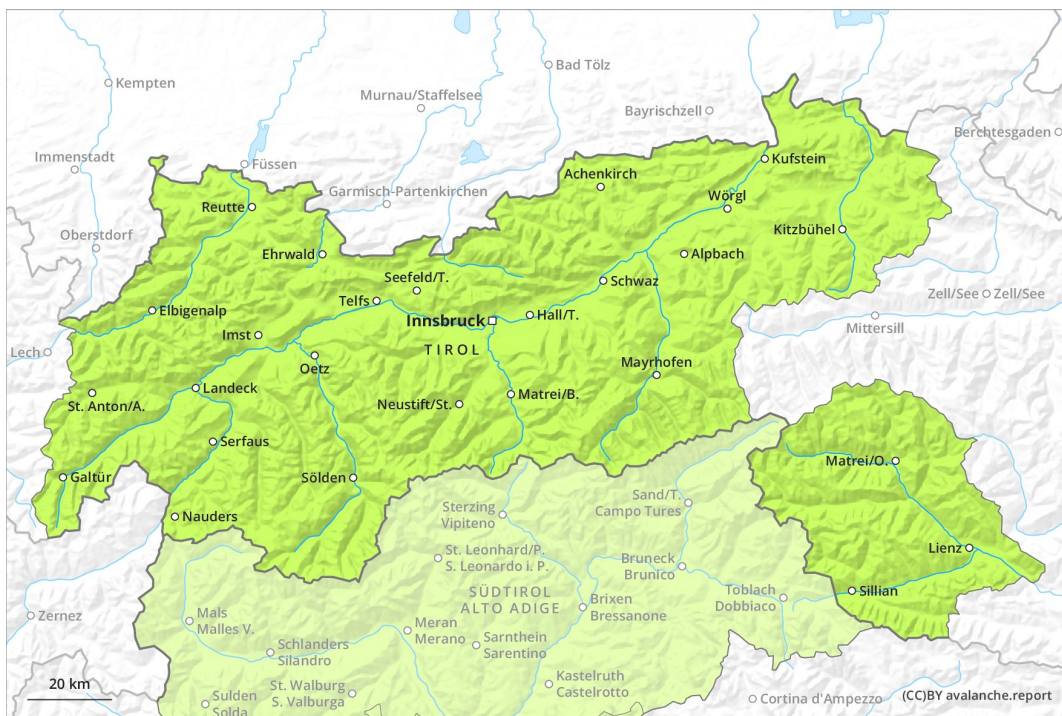 Kempten
Bad Tölz
Murnau/Staffelsee
Bayrischzell
Berchtesgaden
Immenstadt
Füssen
Kufstein
Achenkirch
Garmisch-Partenkirchen
Reutte
Wörgl
Oberstdorf
Kitzbühel
Ehrwald
Alpbach
Seefeld/T.
Schwaz
Telfs
Zell/See
Zell/See
Elbigenalp
Innsbruck
Hall/T.
Mittersill
Imst
TIROL
Lech
Oetz
Mayrhofen
Landeck
St. Anton/A.
Neustift/St.
Matrei/B.
Serfaus
Matrei/O.
Galtür
Sölden
Sand/T.
Campo Tures
Sterzing
Vipiteno
Nauders
Lienz
St. Leonhard/P.
S. Leonardo i. P.
Bruneck
Brunico
SÜDTIROL
ALTO ADIGE
Toblach
Dobbiaco
Sillian
Brixen
Bressanone
Zernez
Mals
Malles V.
Meran
Merano
Sarnthein
Sarentino
Schlanders
Silandro
Kastelruth
Castelrotto
20 km
St. Walburg
S. Valburga
Sulden
Solda
Cortina d'Ampezzo
(CC)BY avalanche.report